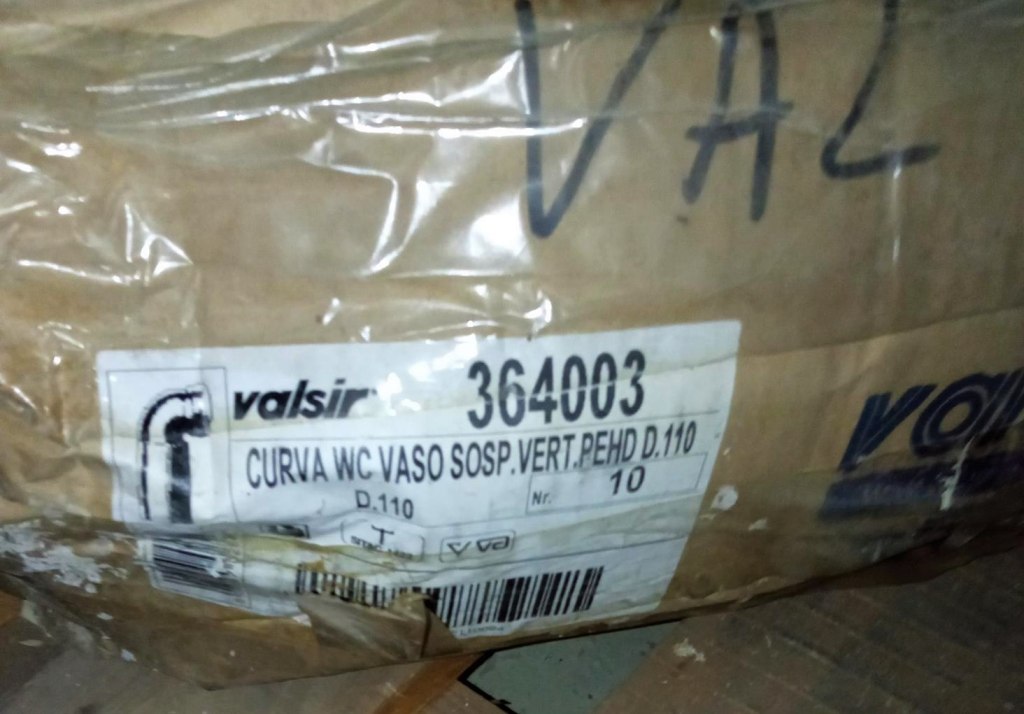 VAL
valsir
364003
CURVA WC VASO SOSP.VERT.PEHD D.110
D.110
Nr. 10